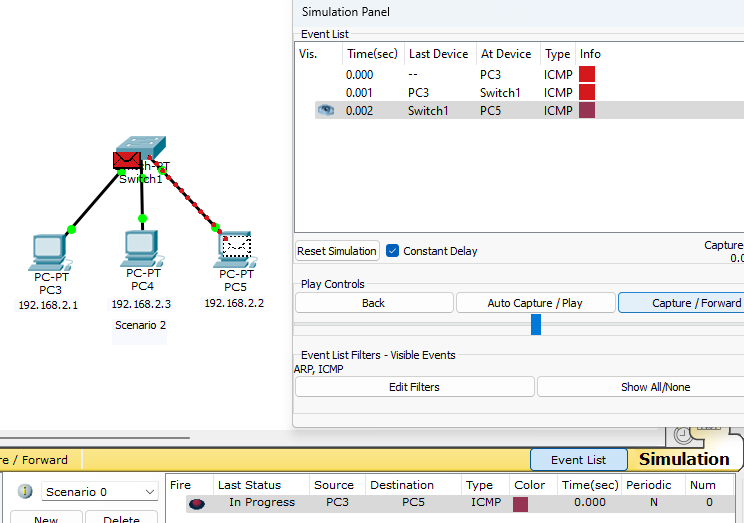 Simulation Panel
Event List
Vis. Time(sec) Last Device At Device Type Info
0.000 -- PC3 ICMP
0.001 PC3 Switch1 ICMP
0.002 Switch1 PC5 ICMP
Switch1
PC-PT
PC3
192.168.2.1
PC-PT
PC4
192.168.2.3
PC-PT
PC5
192.168.2.2
Scenario 2
Reset Simulation Constant Delay Capture
0.0
Play Controls
Back Auto Capture / Play Capture / Forward
Event List Filters - Visible Events
ARP, ICMP
Edit Filters Show All/None
re / Forward Event List Simulation
Scenario 0
New Delete
Fire Last Status Source Destination Type Color Time(sec) Periodic Num
In Progress PC3 PC5 ICMP 0.000 N 0